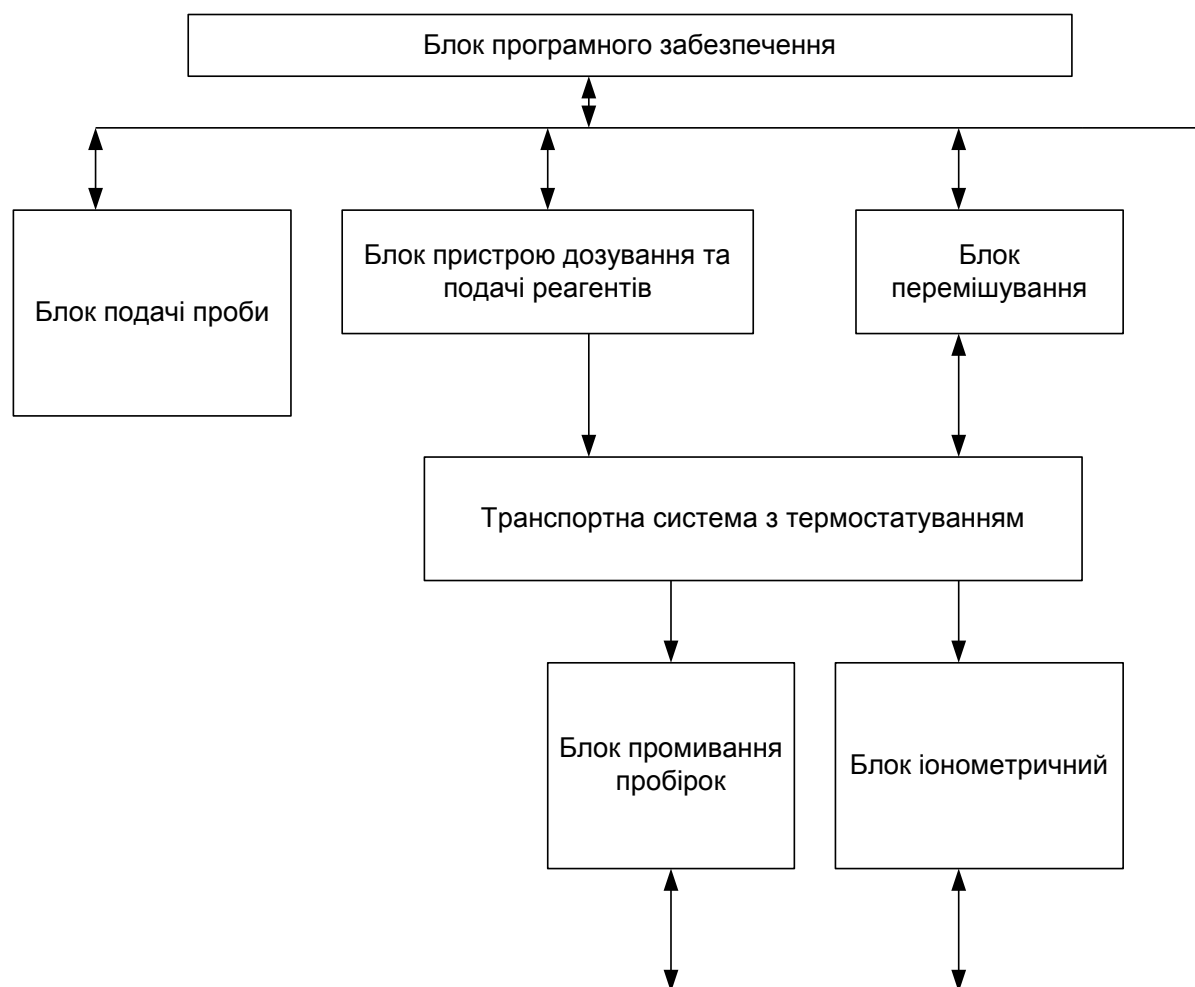 Блок програмного забезпечення
Блок подачі проби
Блок пристрою дозування та
подачі реагентів
Блок
перемішування
Транспортна система з термостатуванням
Блок промивання
пробірок
Блок іонометричний